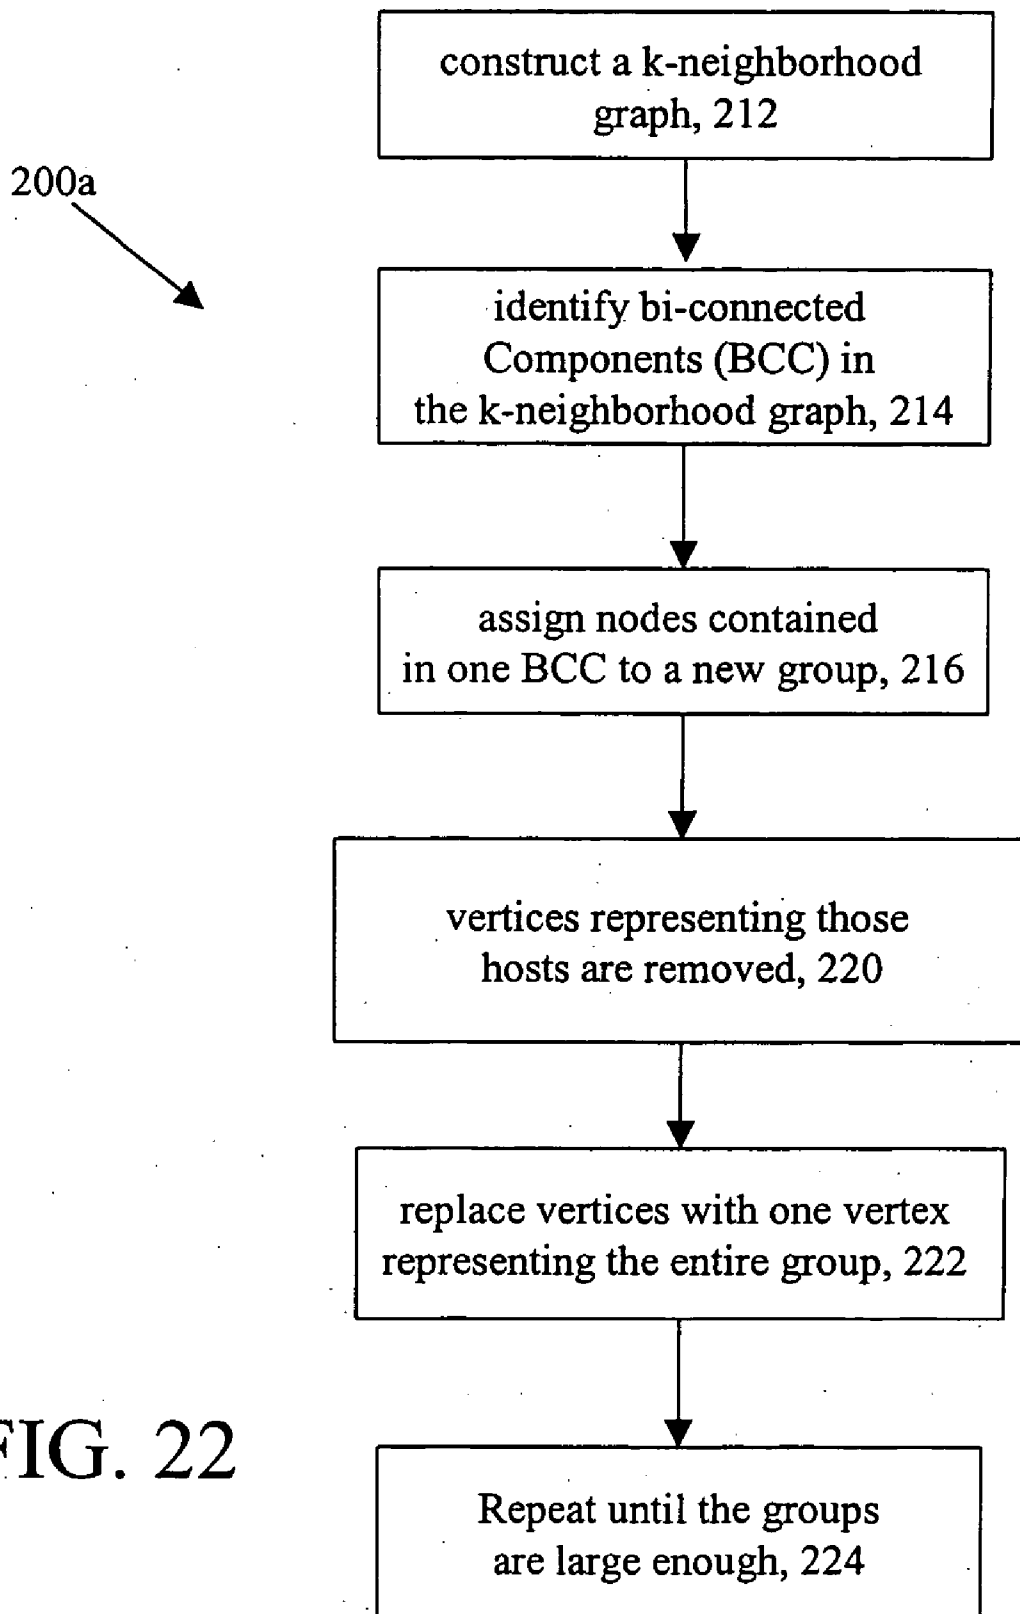 construct a k-neighborhood
graph, 212
200a
identify bi-connected
Components (BCC) in
the k-neighborhood graph, 214
assign nodes contained
in one BCC to a new group, 216
vertices representing those
hosts are removed, 220
replace vertices with one vertex
representing the entire group, 222
FIG. 22
Repeat until the groups
are large enough, 224